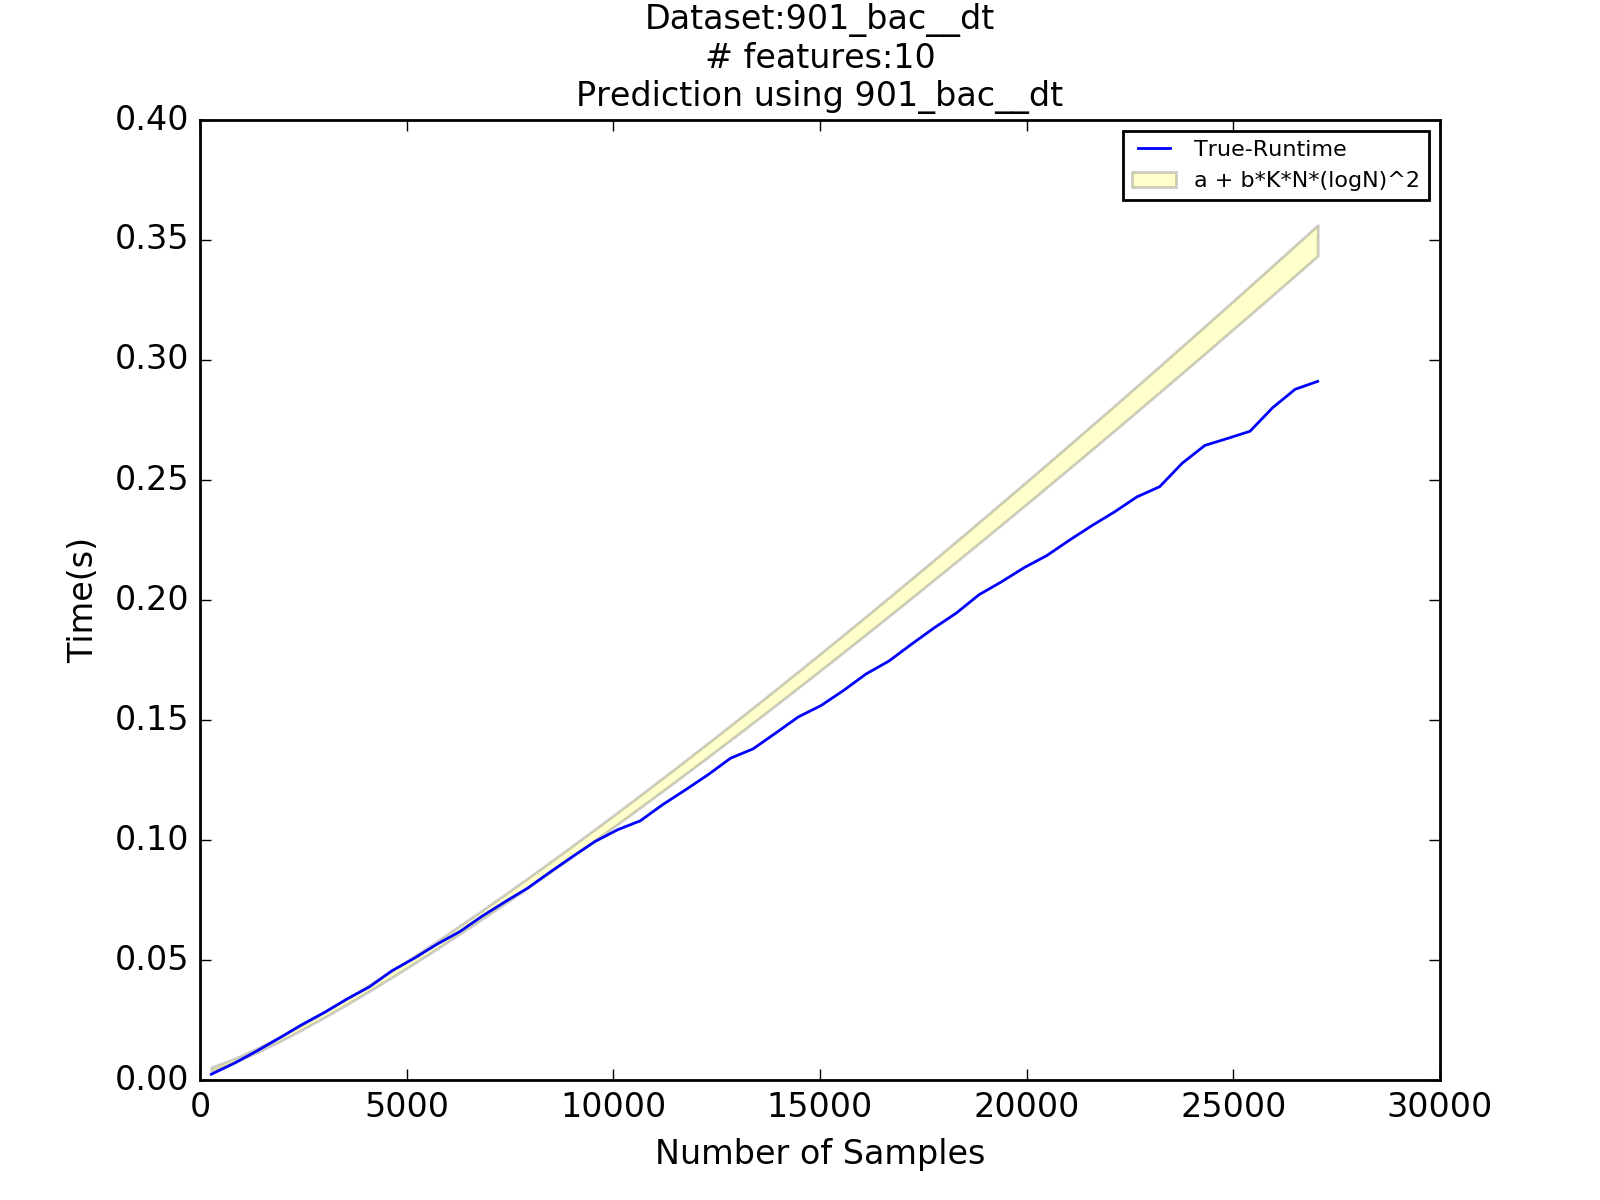 Dataset:901_bac__dt
# features:10
Prediction using 901_bac__dt
True-Runtime
a + b*K*N*(logN)^2
0.40
0.35
0.30
0.25
0.20
0.15
0.10
0.05
0.00
Time(s)
0 5000 10000 15000 20000 25000 30000
Number of Samples